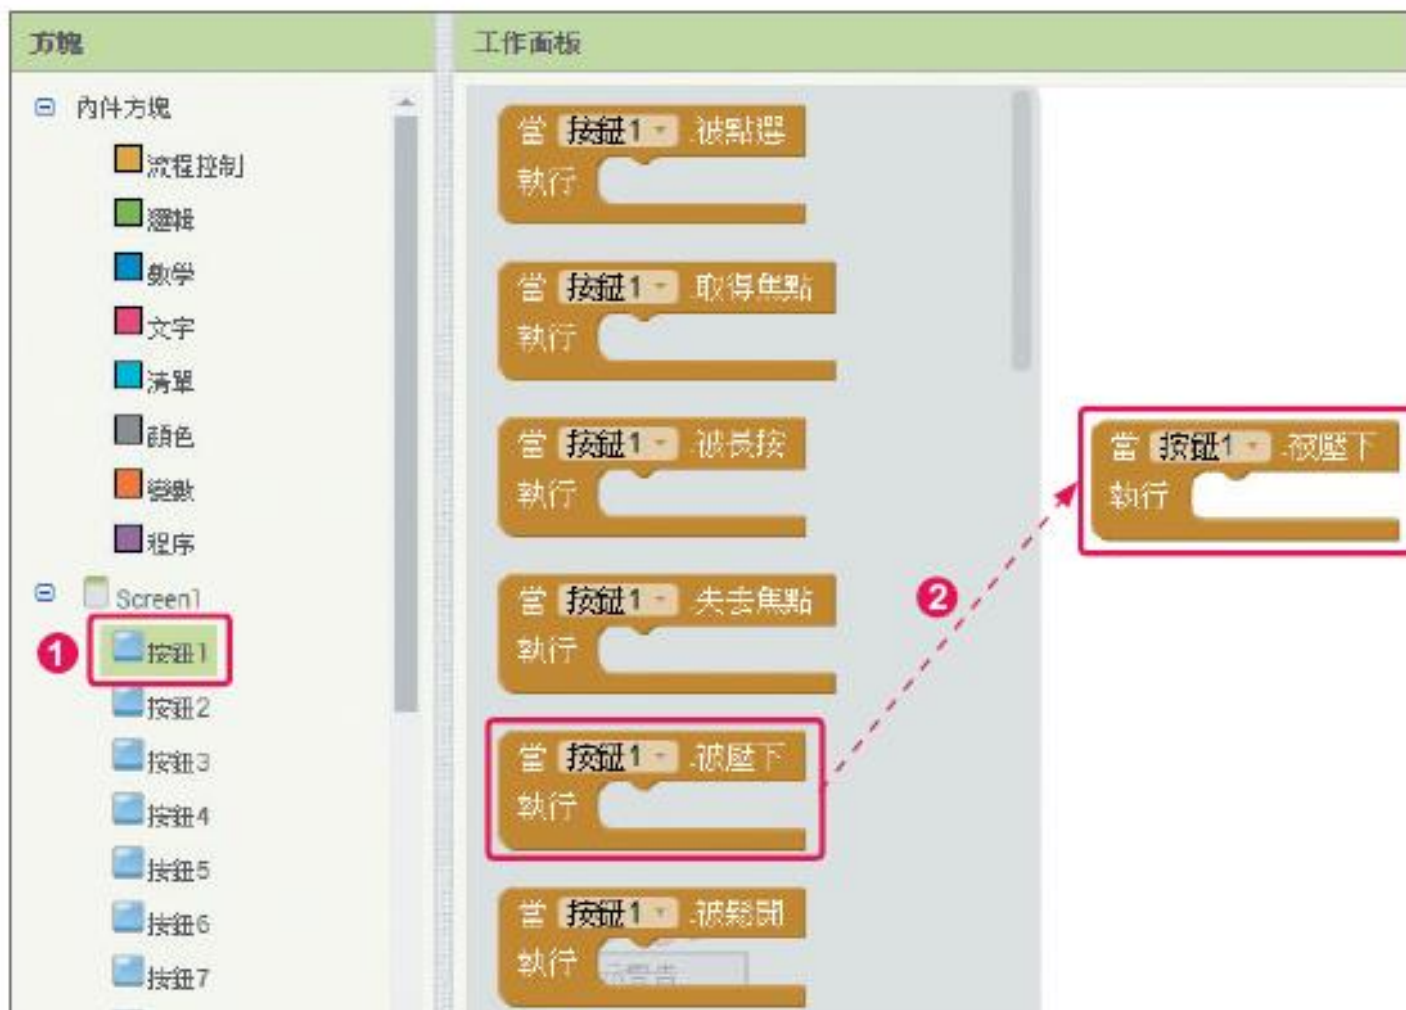 方塊
工作面板
內件方塊
流程控制
邏輯
數學
文字
清單
顏色
變數
程序
Screen1
1
按鈕1
按鈕2
按鈕3
按鈕4
按鈕5
按鈕6
按鈕7
當 按鈕1 .被點選
執行
當 按鈕1 .取得焦點
執行
當 按鈕1 .被長按
執行
當 按鈕1 .失去焦點
執行
當 按鈕1 .被壓下
執行
當 按鈕1 .被鬆開
執行
示警告
2
當 按鈕1 .被壓下
執行